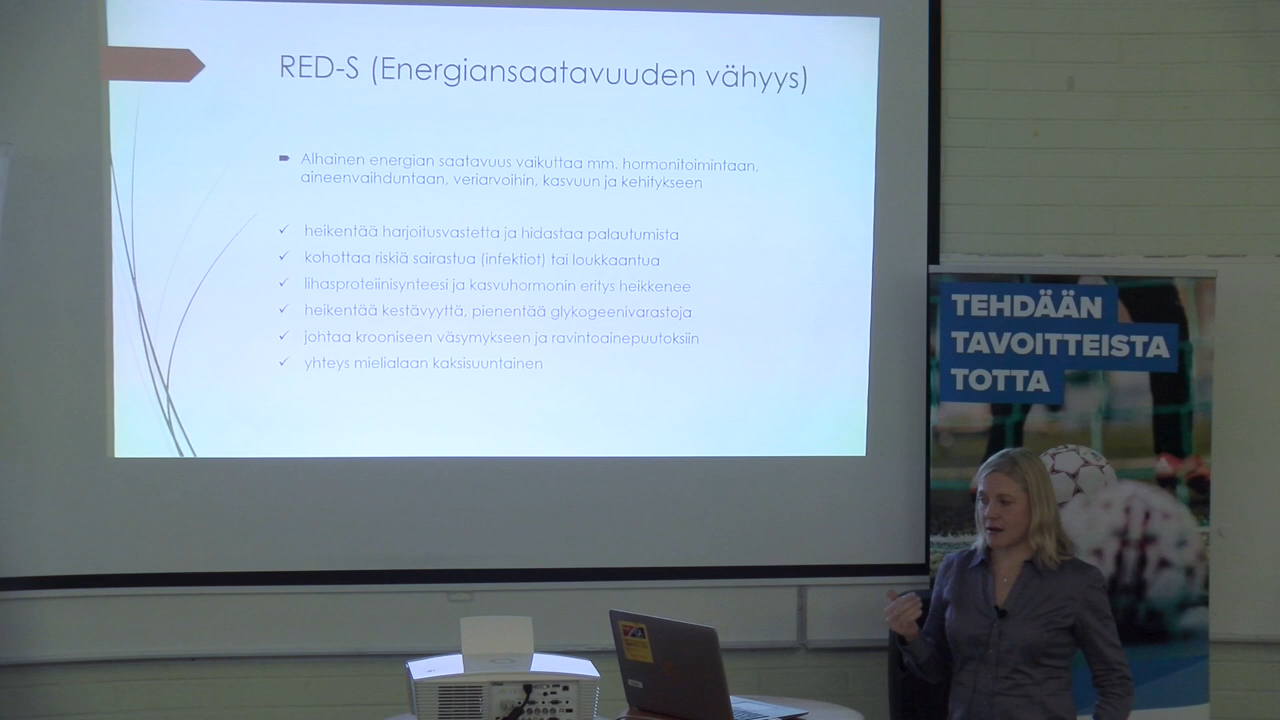 RED-S (Energiansaatavuuden vähyys)
Alhainen energian saatavuus vaikuttaa mm. hormonitoimintaan,
aineenvaihduntaan, veriarvoihin, kasvuun ja kehitykseen
heikentää harjoitusvastetta ja hidastaa palautumista
kohottaa riskiä sairastua (infektiot) tai loukkaantua
lihasproteiinisynteesi ja kasvuhormonin eritys heikkenee
heikentää kestävyyttä, pienentää glykogeenivarastoja
johtaa krooniseen väsymykseen ja ravintoainepuutoksiin
yhteys mielialaan kaksisuuntainen
TEHDÄÄN
TAVOITTEISTA
TOTTA